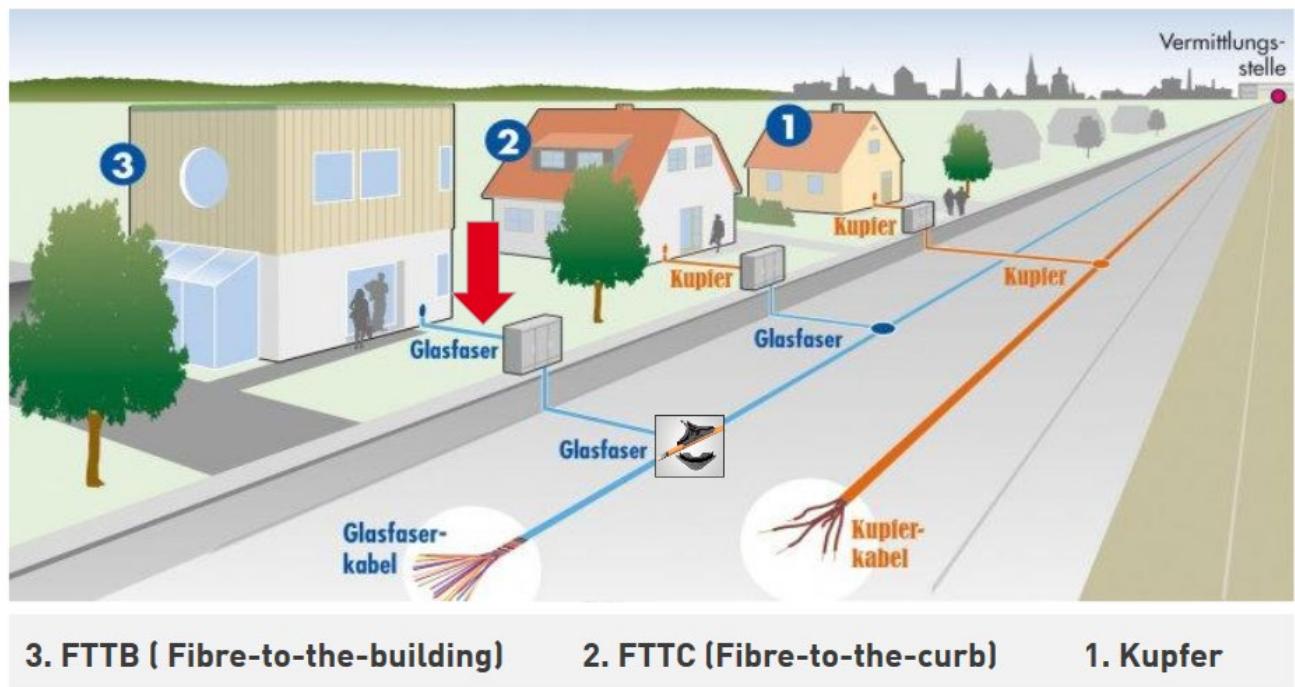 Vermittlungs-
stelle
1
2
3
Kupfer
Kupfer
Kupfer
Glasfaser
Glasfaser
Glasfaser
Glasfaser-
kabel
Kupfer-
kabel
3. FTTB ( Fibre-to-the-building) 2. FTTC (Fibre-to-the-curb) 1. Kupfer